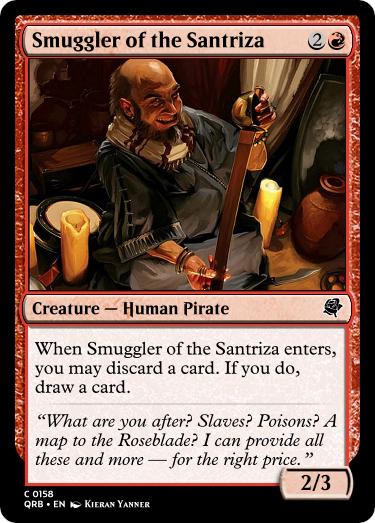 Smuggler of the Santriza 2
Creature — Human Pirate
When Smuggler of the Santriza enters,
you may discard a card. If you do,
draw a card.
“What are you after? Slaves? Poisons? A
map to the Roseblade? I can provide all
these and more — for the right price.”
2/3
C 0158
QRB • EN Kieran Yanner